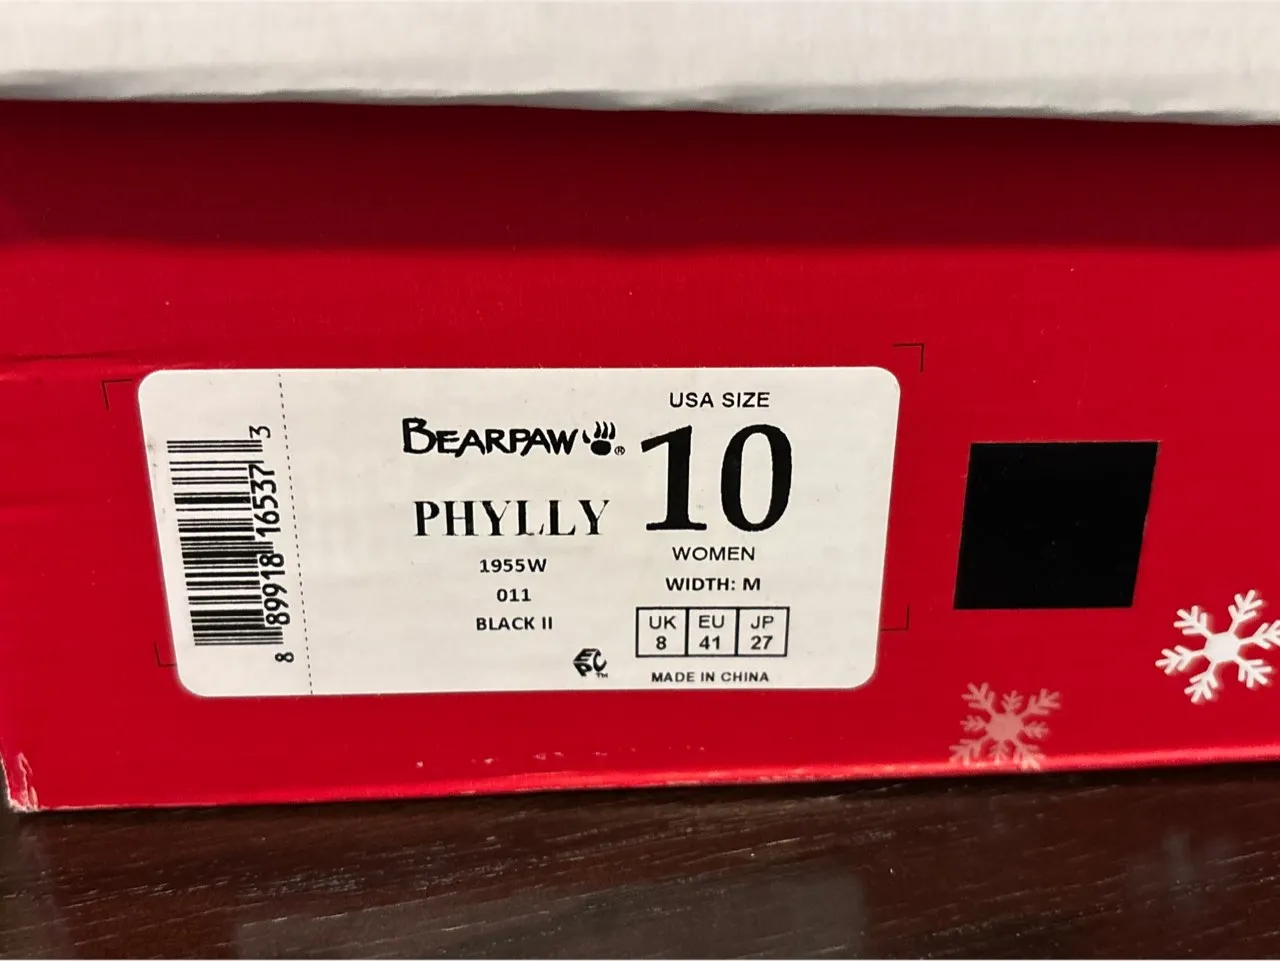 8 89918 16537 3
BEARPAW®
PHYLLY
1955W
011
BLACK II
USA SIZE
10
WOMEN
WIDTH: M
UK EU JP
8 41 27
MADE IN CHINA